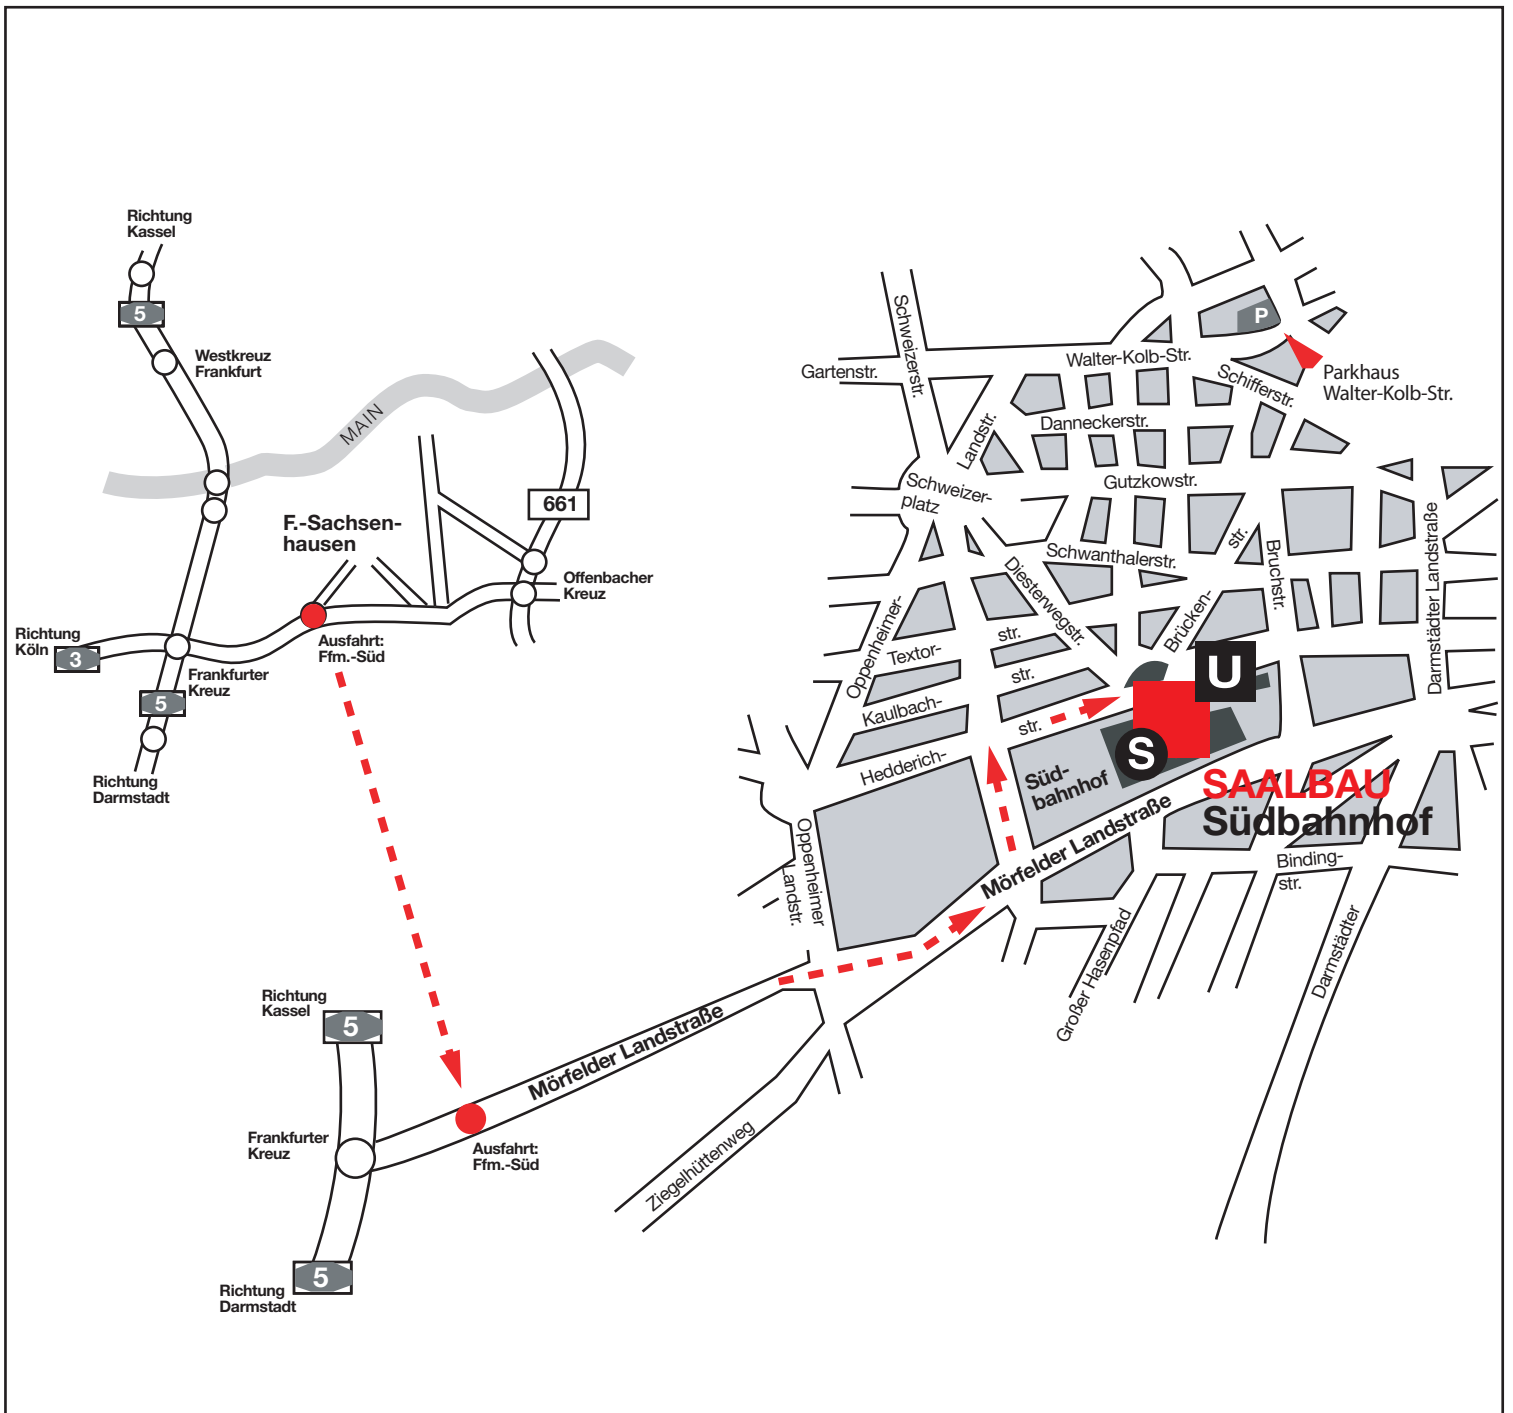 Richtung
Kassel
5
Westkreuz
Frankfurt
MAIN
661
F.-Sachsen-
hausen
Offenbacher
Kreuz
Richtung
Köln
3
Ausfahrt:
Ffm.-Süd
Frankfurter
Kreuz
5
Richtung
Darmstadt
Richtung
Kassel
5
Frankfurter
Kreuz
Mörfelder Landstraße
Ausfahrt:
Ffm.-Süd
5
Richtung
Darmstadt
Ziegelhüttenweg
Schweizerstr.
Gartenstr.
P
Walter-Kolb-Str.
Parkhaus
Walter-Kolb-Str.
Schifferstr.
Danneckerstr.
Landstr.
Gutzkowstr.
Schweizer-
platz
Schwanthalerstr.
str.
Bruchstr.
Darmstädter Landstraße
Diesterwegstr.
Brücken-
Oppenheimer-
Textor-
str.
Kaulbach-
str.
Hedderich-
str.
U
S
Süd-
bahnhof
SAALBAU
Südbahnhof
Mörfelder Landstraße
Oppenheimer
Landstr.
Binding-
str.
Großer Hasenpfad
Darmstädter